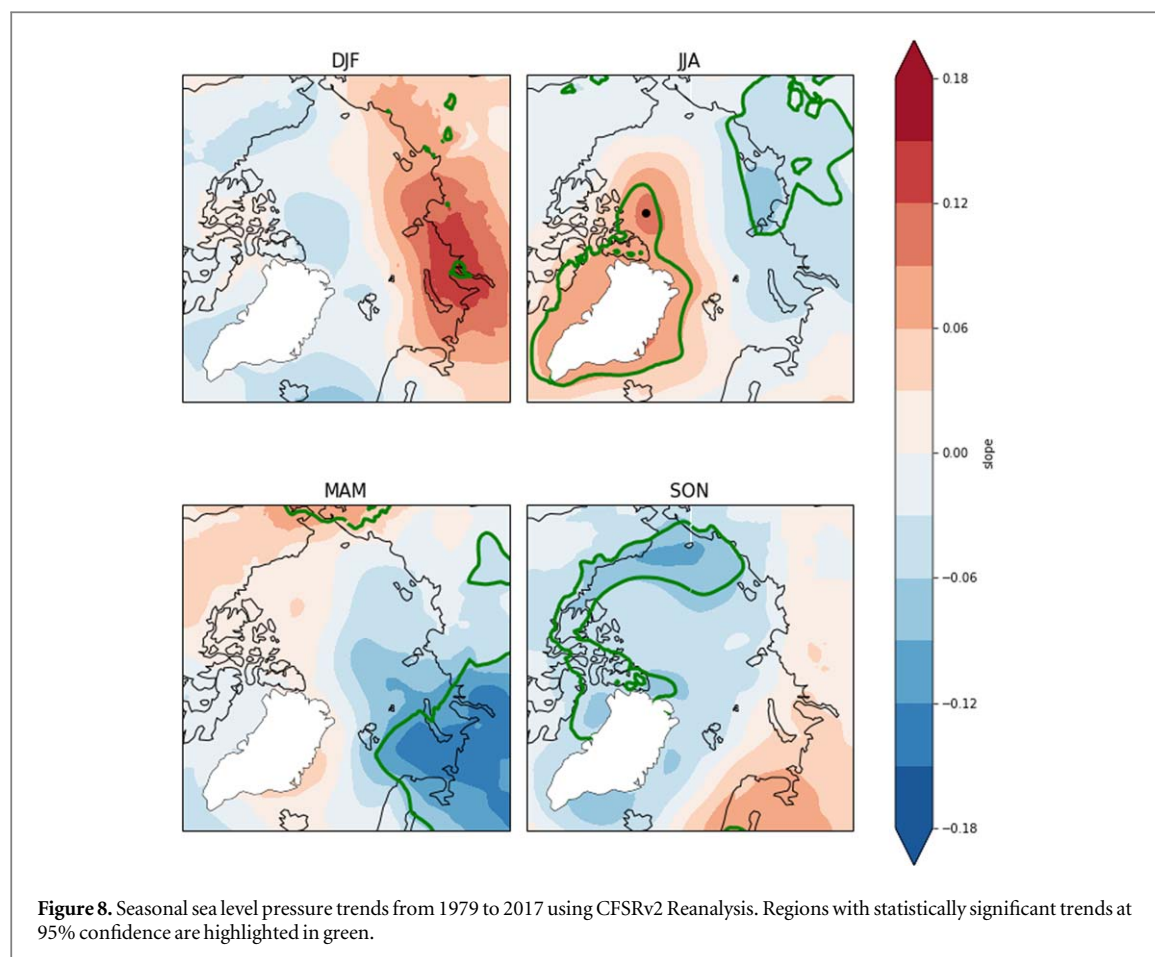 DJF
JJA
0.18
0.12
0.06
0.00
slope
−0.06
−0.12
−0.18
MAM
SON
Figure 8. Seasonal sea level pressure trends from 1979 to 2017 using CFSRv2 Reanalysis. Regions with statistically significant trends at
95% confidence are highlighted in green.